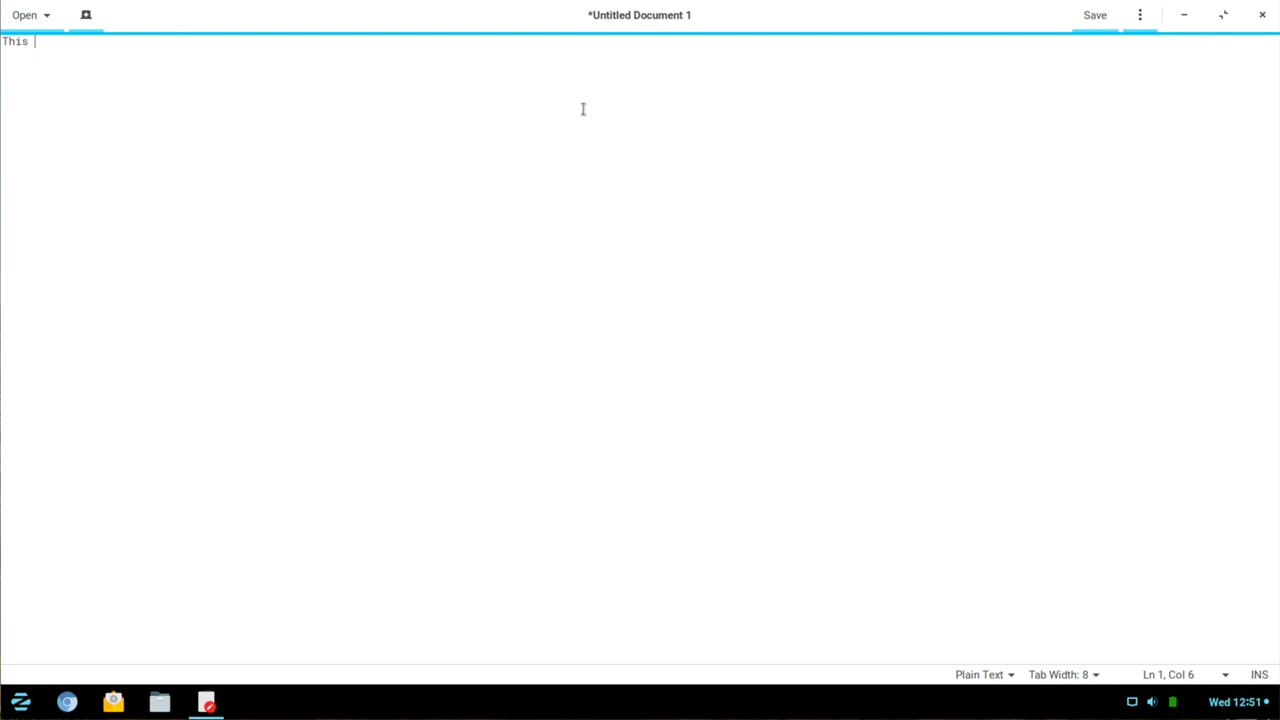 Open
*Untitled Document 1
Save
This
Plain Text
Tab Width: 8
Ln 1, Col 6
INS
Wed 12:51